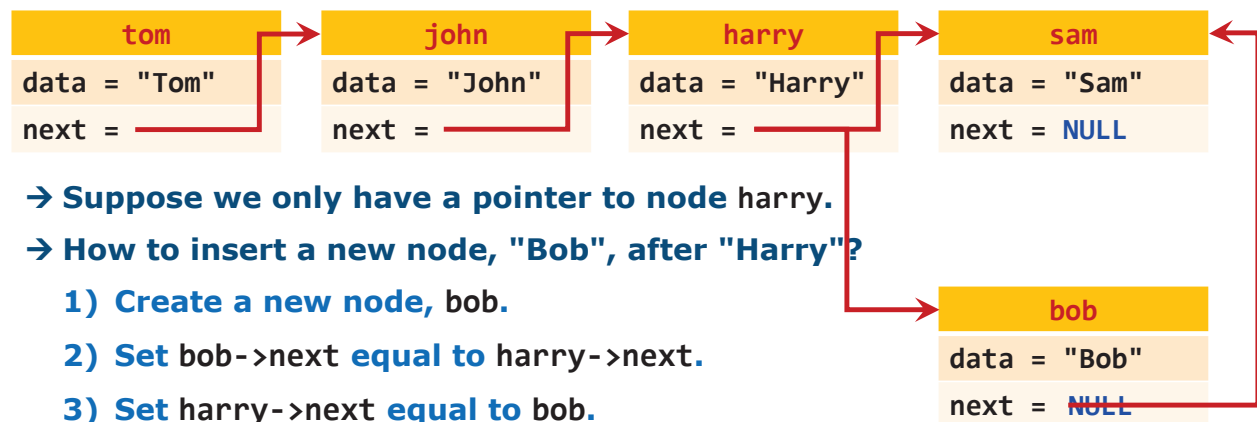 tom john harry sam
data = "Tom" data = "John" data = "Harry" data = "Sam"
next = next = next = next = NULL
→ Suppose we only have a pointer to node harry.
→ How to insert a new node, "Bob", after "Harry"?
1) Create a new node, bob.
2) Set bob->next equal to harry->next.
3) Set harry->next equal to bob.
bob
data = "Bob"
next = NULL